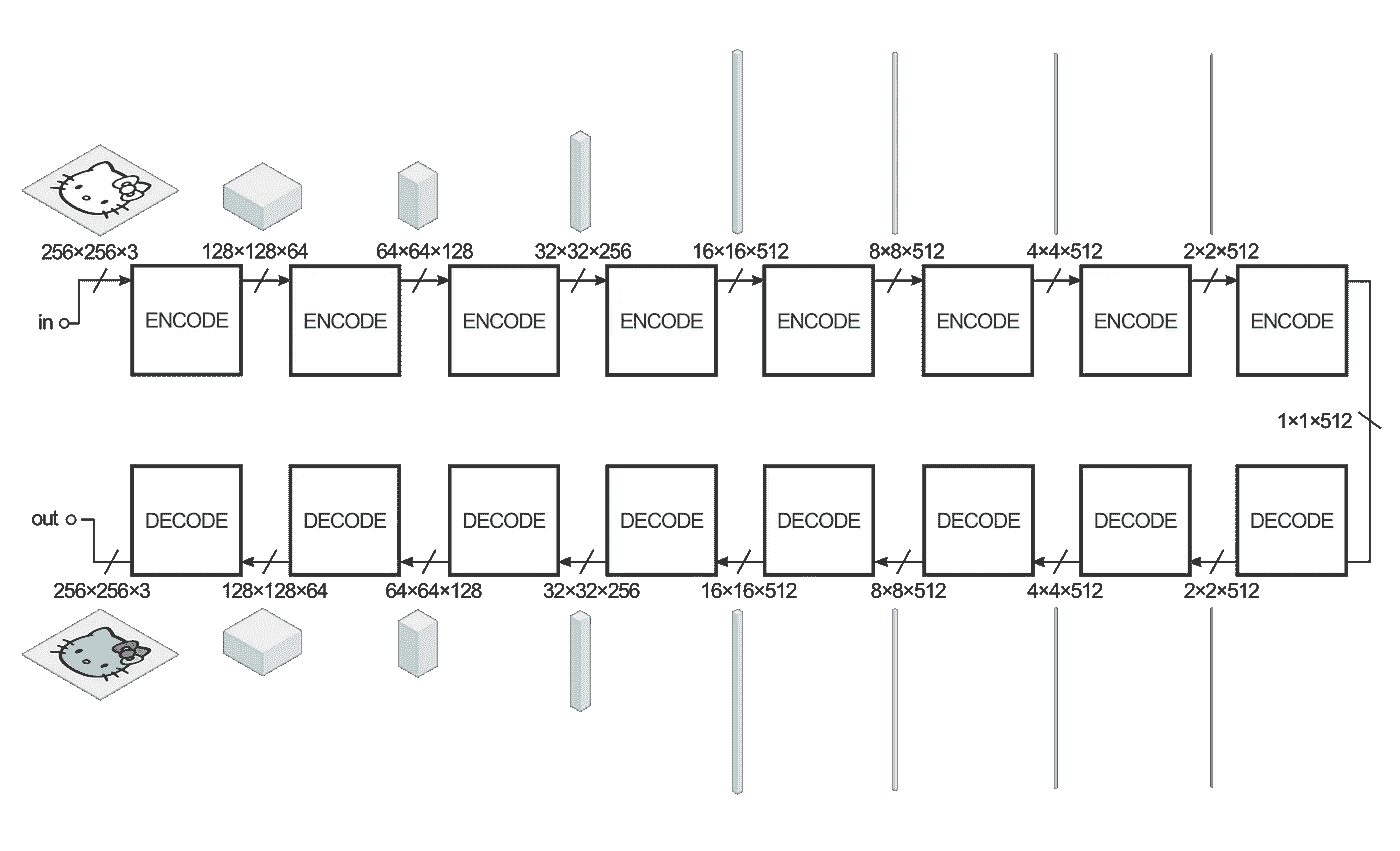 256×256×3 128×128×64 64×64×128 32×32×256 16×16×512 8×8×512 4×4×512 2×2×512
in ENCODE ENCODE ENCODE ENCODE ENCODE ENCODE ENCODE ENCODE
1×1×512
out DECODE DECODE DECODE DECODE DECODE DECODE DECODE DECODE
256×256×3 128×128×64 64×64×128 32×32×256 16×16×512 8×8×512 4×4×512 2×2×512